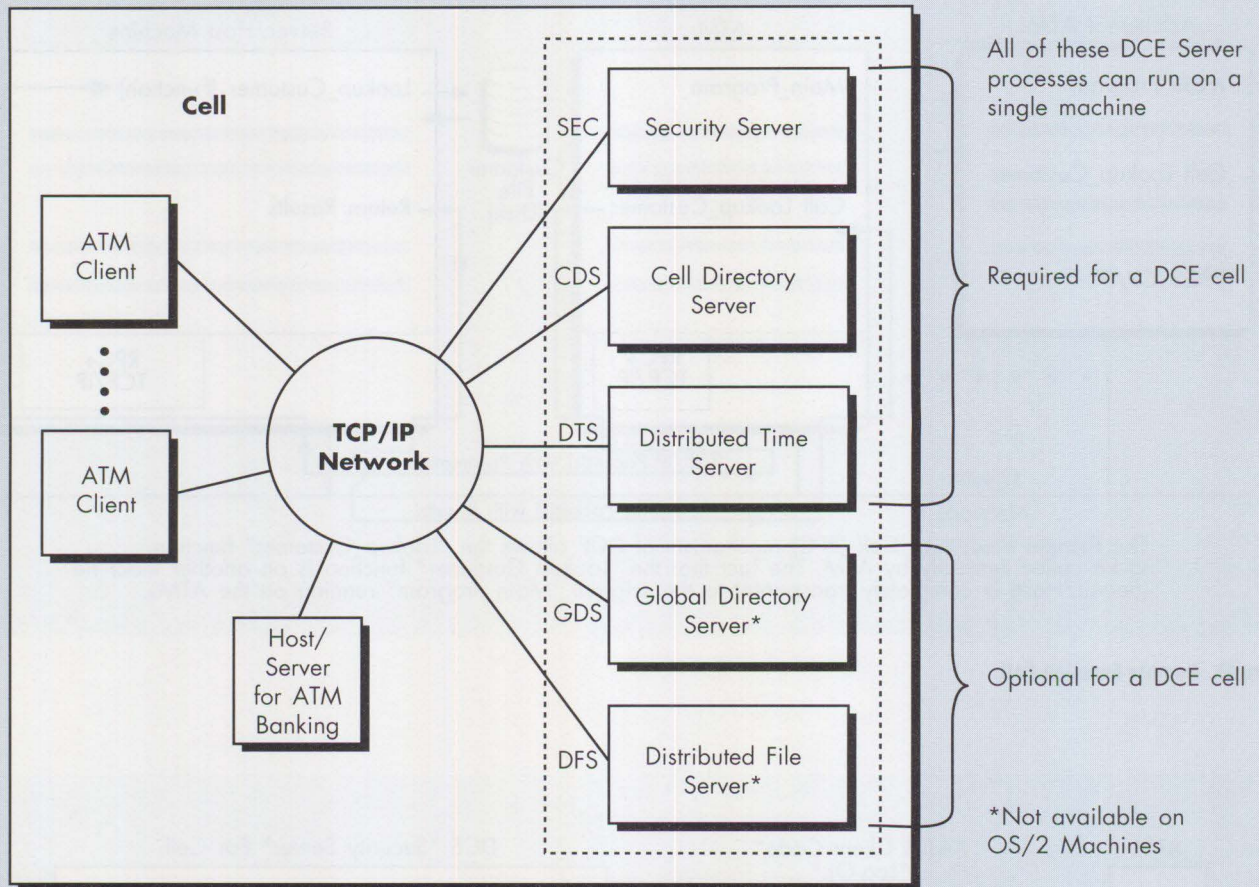 Cell
ATM
Client
ATM
Client
TCP/IP
Network
Host/
Server
for ATM
Banking
SEC
Security Server
CDS
Cell Directory
Server
DTS
Distributed Time
Server
GDS
Global Directory
Server*
DFS
Distributed File
Server*
All of these DCE Server
processes can run on a
single machine
Required for a DCE cell
Optional for a DCE cell
*Not available on
OS/2 Machines